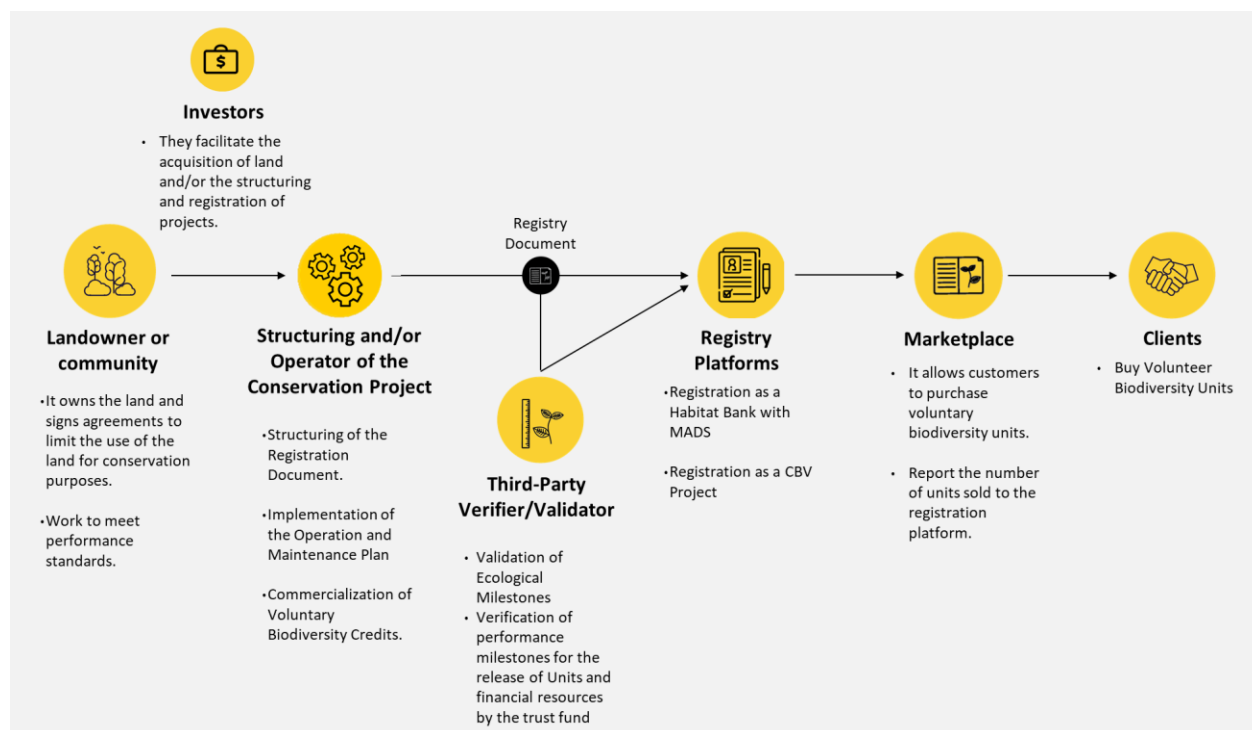 Investors
• They facilitate the
acquisition of land
and/or the structuring
and registration of
projects.
Registry
Document
Landowner or
community
•It owns the land and
signs agreements to
limit the use of the
land for conservation
purposes.
•Work to meet
performance
standards.
Structuring and/or
Operator of the
Conservation Project
•Structuring of the
Registration
Document.
•Implementation of
the Operation and
Maintenance Plan
•Commercialization of
Voluntary
Biodiversity Credits.
Third-Party
Verifier/Validator
• Validation of
Ecological
Milestones
• Verification of
performance
milestones for the
release of Units and
financial resources
by the trust fund
Registry
Platforms
•Registration as a
Habitat Bank with
MADS
•Registration as a CBV
Project
Marketplace
• It allows customers
to purchase
voluntary
biodiversity units.
• Report the number
of units sold to the
registration
platform.
Clients
• Buy Volunteer
Biodiversity Units